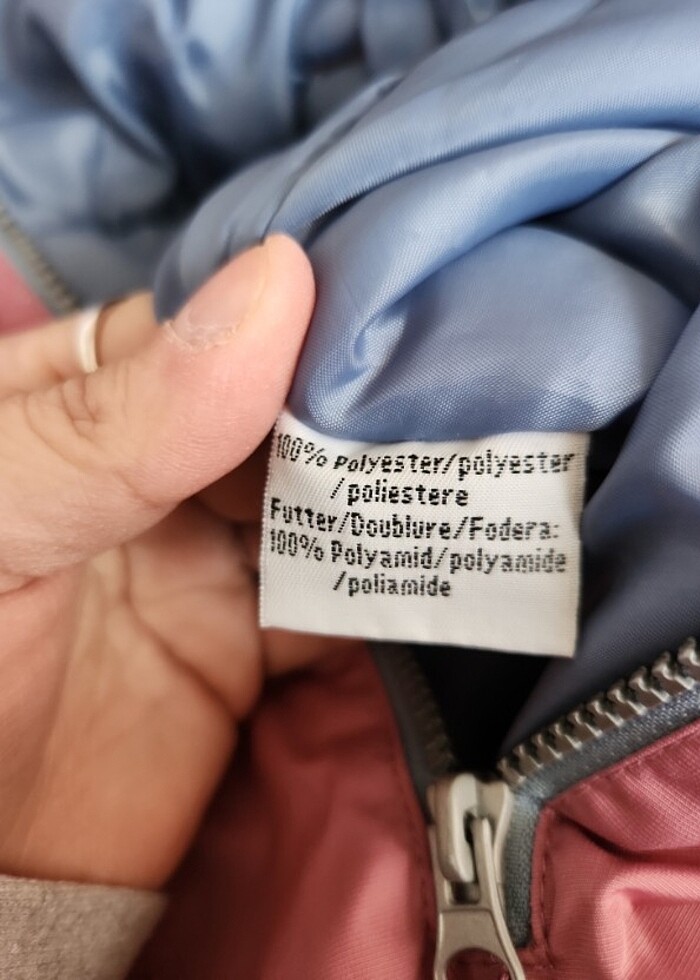 100% Polyester/polyester
/poliestere
Futter/Doublure/Fodera:
100% Polyamid/polyamide
/poliamide